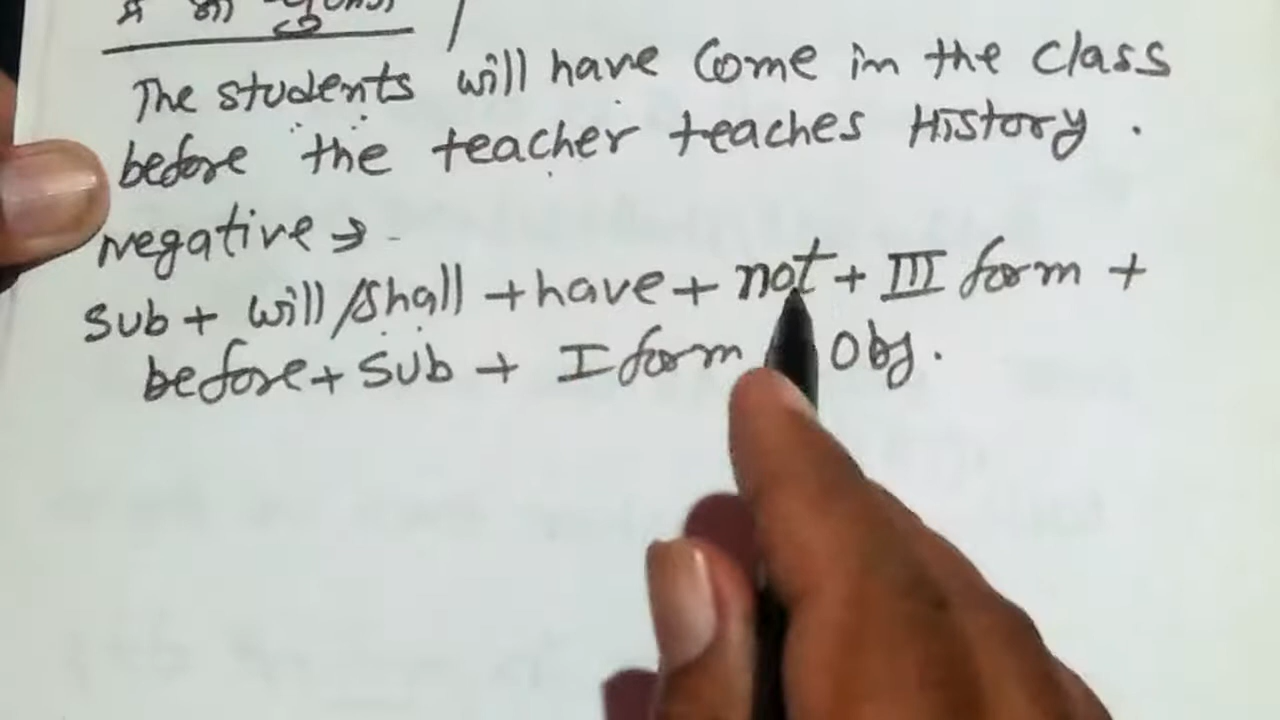 The students will have come in the class
before the teacher teaches History .
negative →
sub + will /shall + have + not + III form +
before + sub + I form obj.